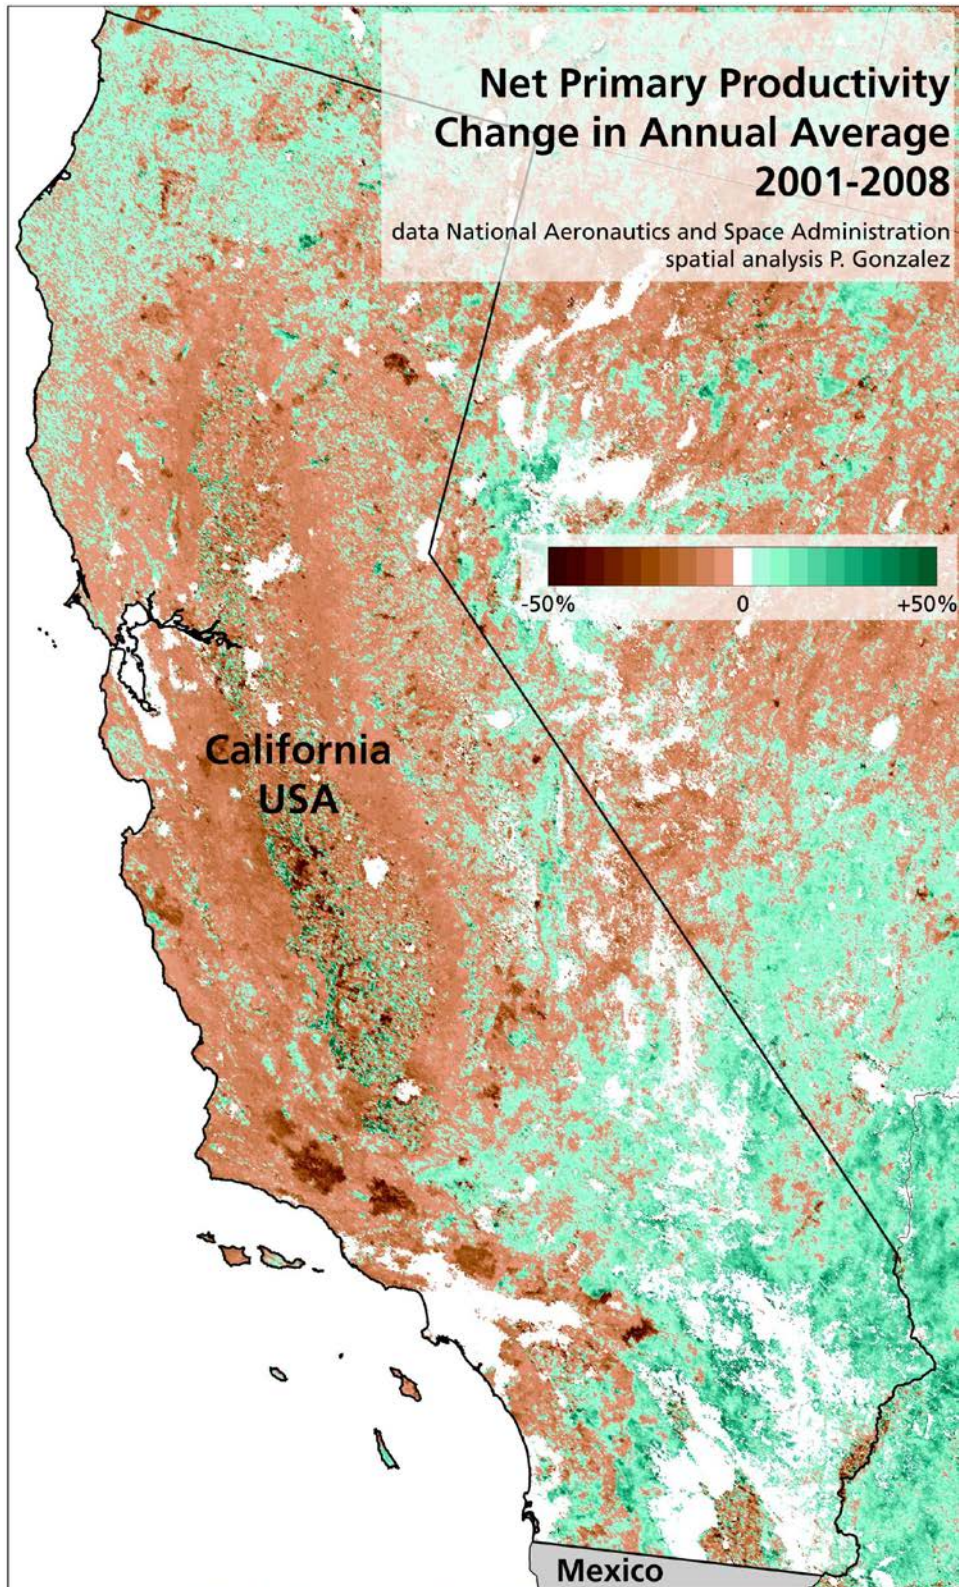 Net Primary Productivity
Change in Annual Average
2001-2008
data National Aeronautics and Space Administration
spatial analysis P. Gonzalez
-50% 0 +50%
California
USA
Mexico